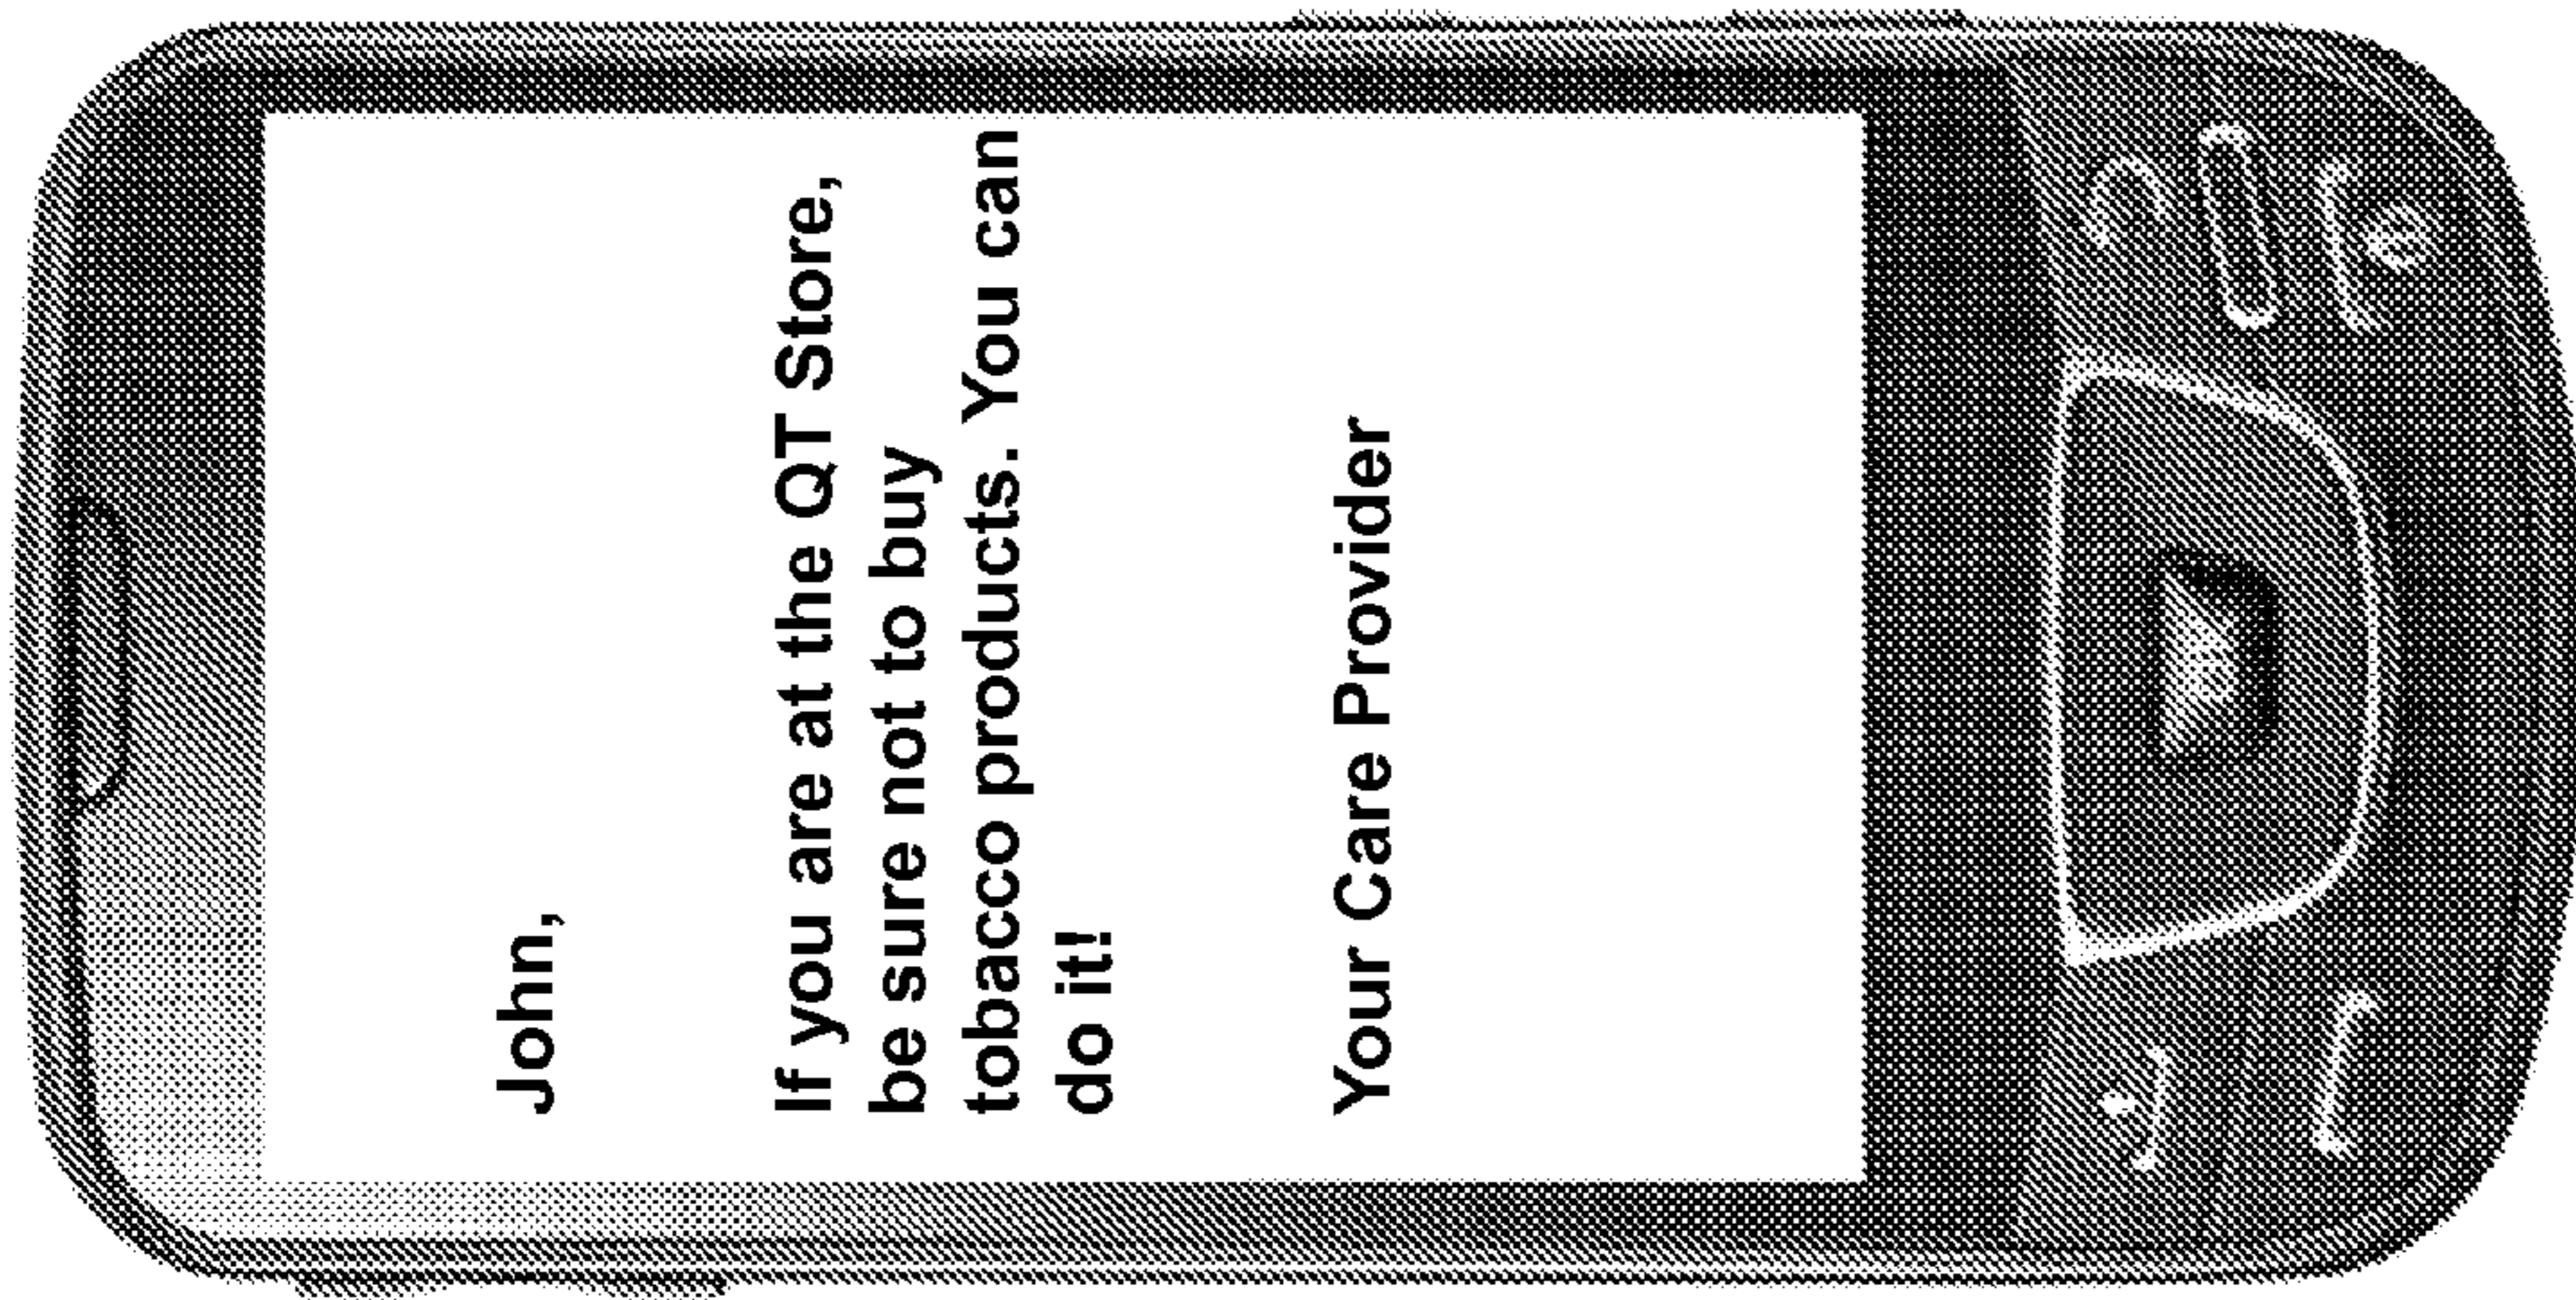 John,
If you are at the QT Store,
be sure not to buy
tobacco products. You can
do it!
Your Care Provider